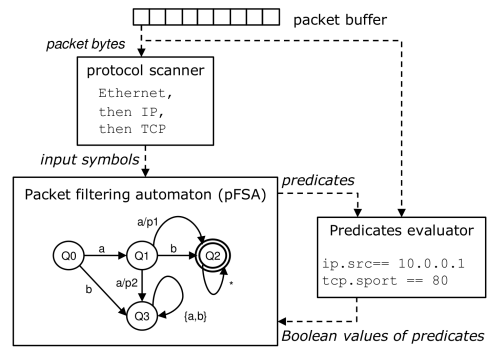 packet buffer
packet bytes
protocol scanner
Ethernet,
then IP,
then TCP
input symbols
Packet filtering automaton (pFSA)
predicates
a/p1
Q0
a
Q1
b
Q2
b
a/p2
*
Q3
{a,b}
Predicates evaluator
ip.src== 10.0.0.1
tcp.sport == 80
Boolean values of predicates